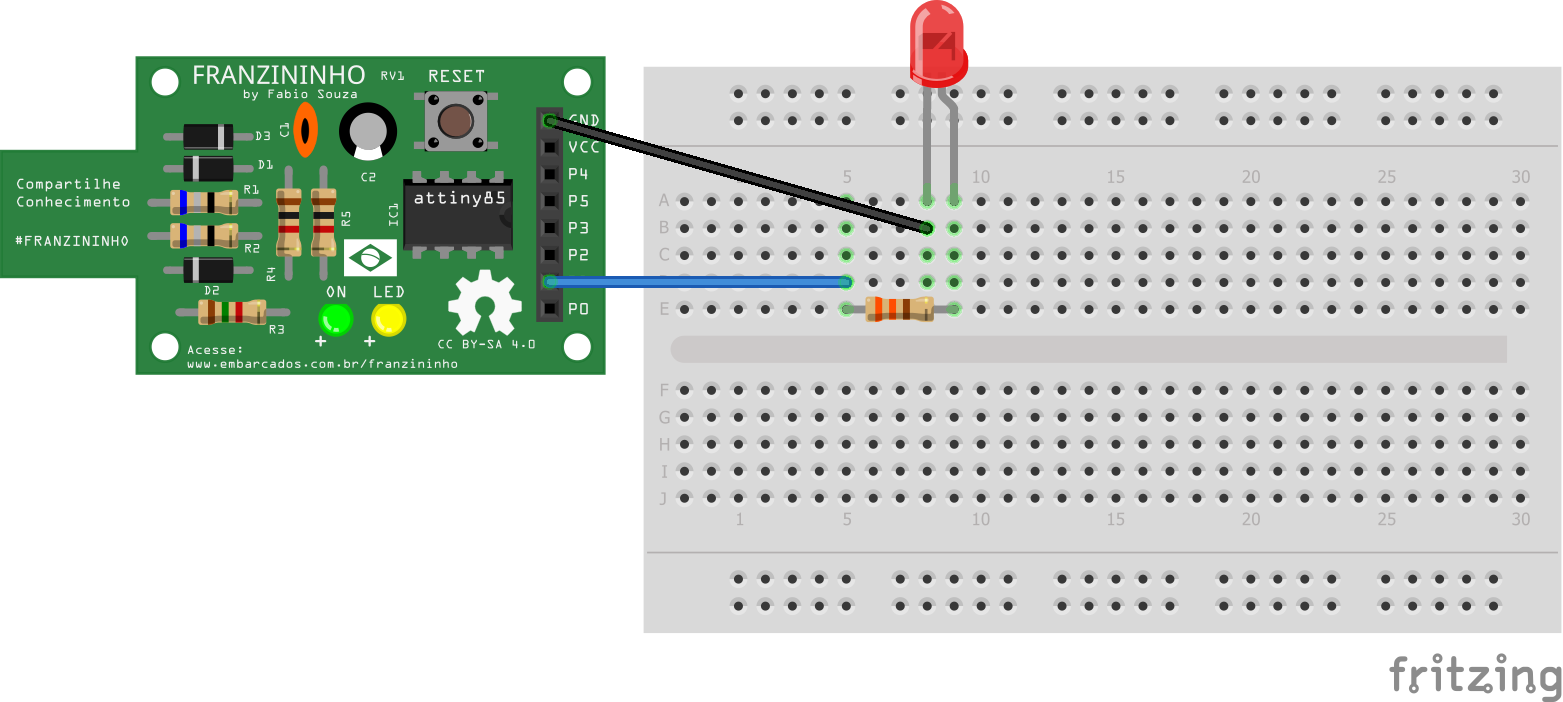 FRANZININHO RV1 RESET
by Fabio Souza
D3
C1
GND
VCC
D1
P4
C2
Compartilhe
Conhecimento
R1
attiny85
P5
IC1
R5
P3
#FRANZININHO
R2
P2
R4
D2
ON LED
P0
R3
+ +
CC BY-SA 4.0
Acesse:
www.embarcados.com.br/franzininho
5 10 15 20 25 30
A
B
C
E
F
G
H
I
J
1 5 10 15 20 25 30
fritzing